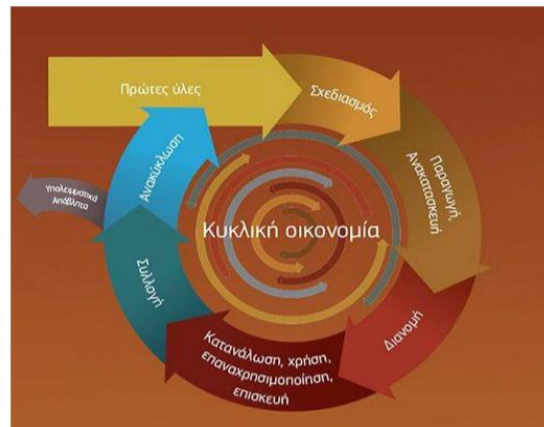 Πρώτες ύλες
Σχεδιασμός
Παραγωγή,
Ανακατασκευή
Διανομή
Κατανάλωση, χρήση,
επαναχρησιμοποίηση,
επισκευή
Συλλογή
Ανακύκλωση
Υπολειμματικά
Απόβλητα
Κυκλική οικονομία